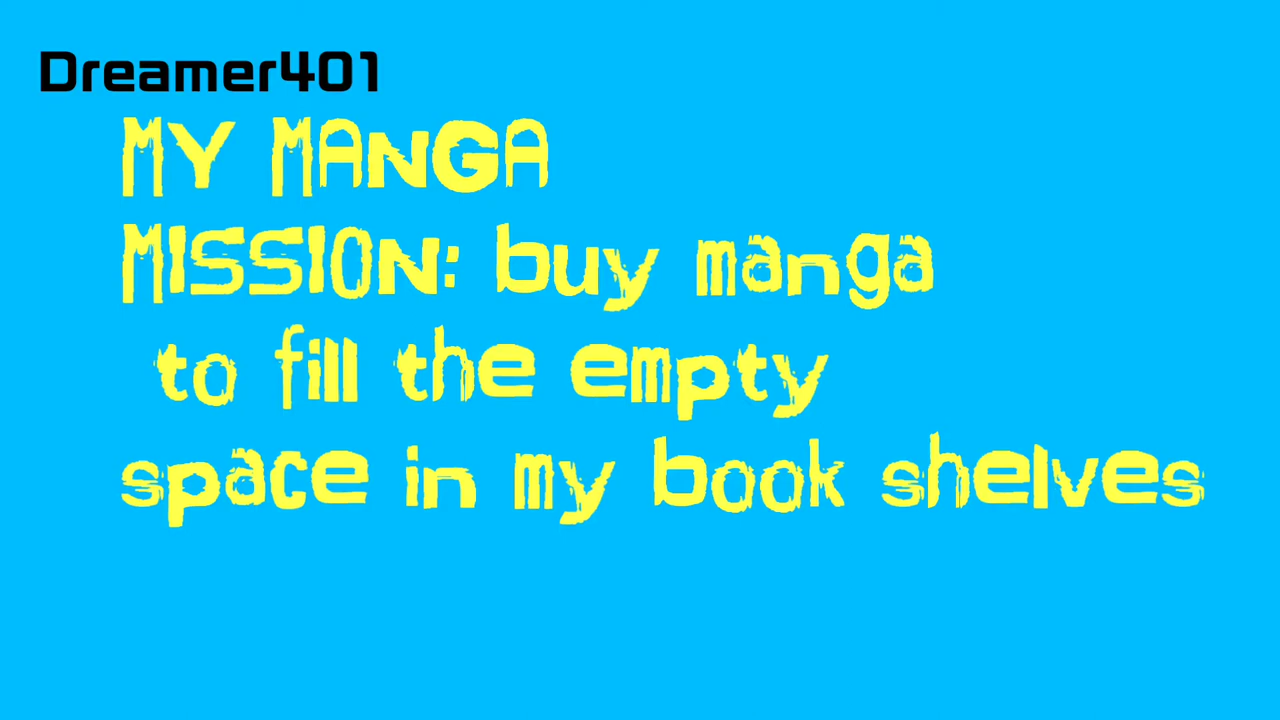 Dreamer401
MY MANGA
MISSION: buy manga
to fill the empty
space in my book shelves